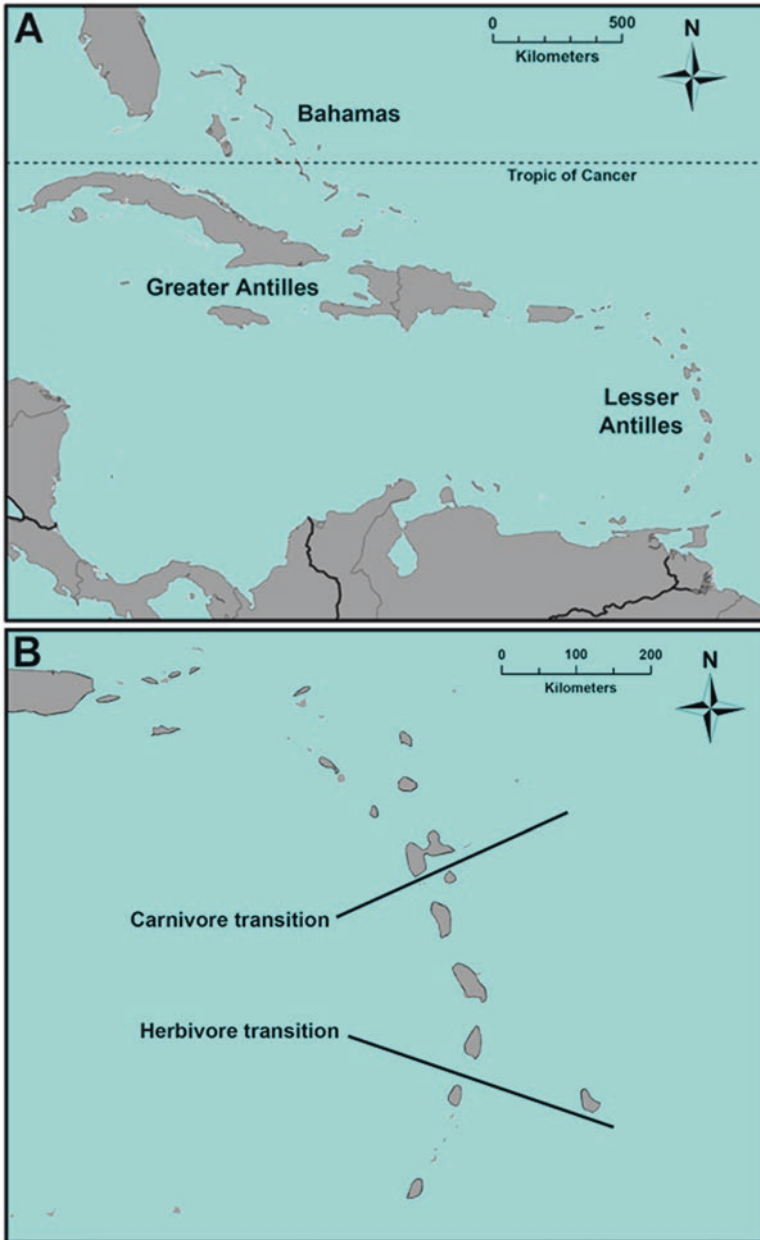 A
0 500
Kilometers
N
Bahamas
Tropic of Cancer
Greater Antilles
Lesser
Antilles
B
0 100 200
Kilometers
N
Carnivore transition
Herbivore transition